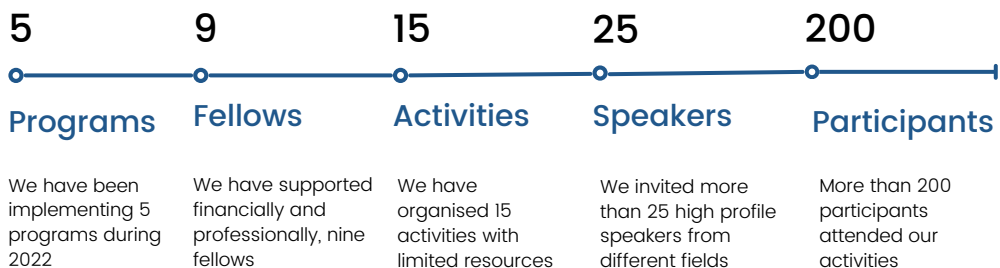 5
9
15
25
200
Programs
Fellows
Activities
Speakers
Participants
We have been
implementing 5
programs during
2022
We have supported
financially and
professionally, nine
fellows
We have
organised 15
activities with
limited resources
We invited more
than 25 high profile
speakers from
different fields
More than 200
participants
attended our
activities